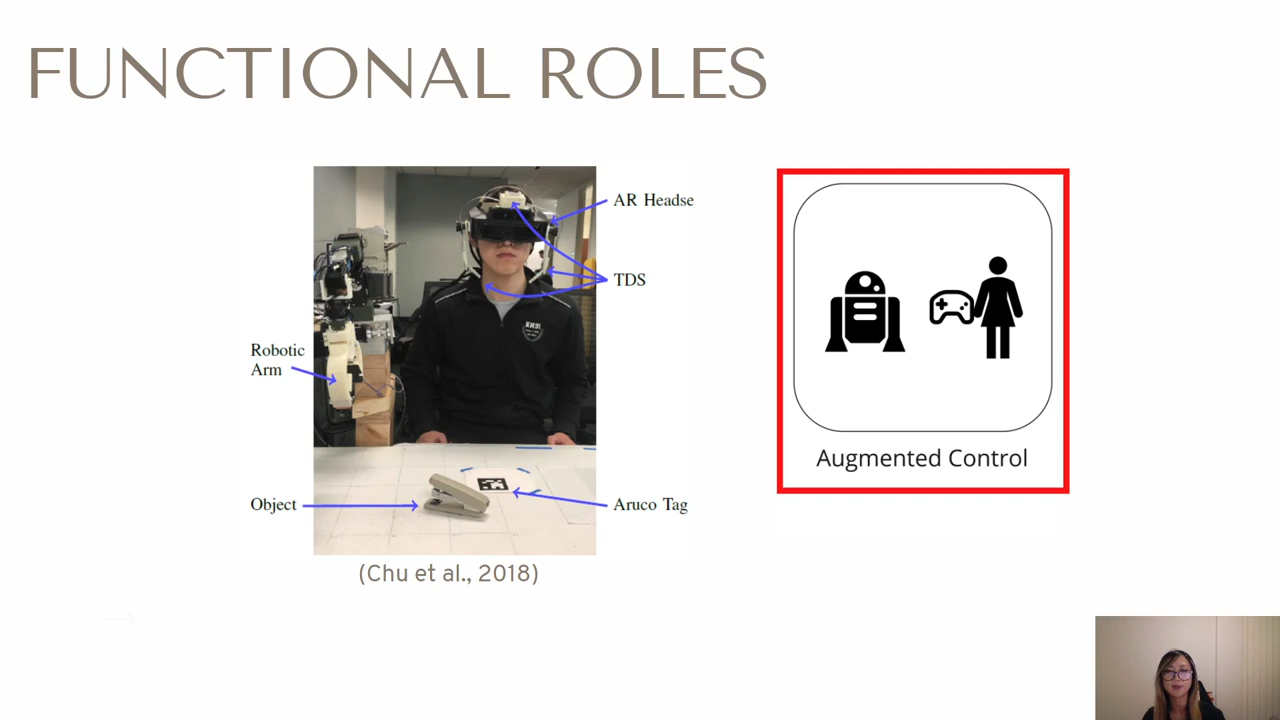 FUNCTIONAL ROLES
AR Headse
TDS
Robotic
Arm
Object
Aruco Tag
(Chu et al., 2018)
Augmented Control